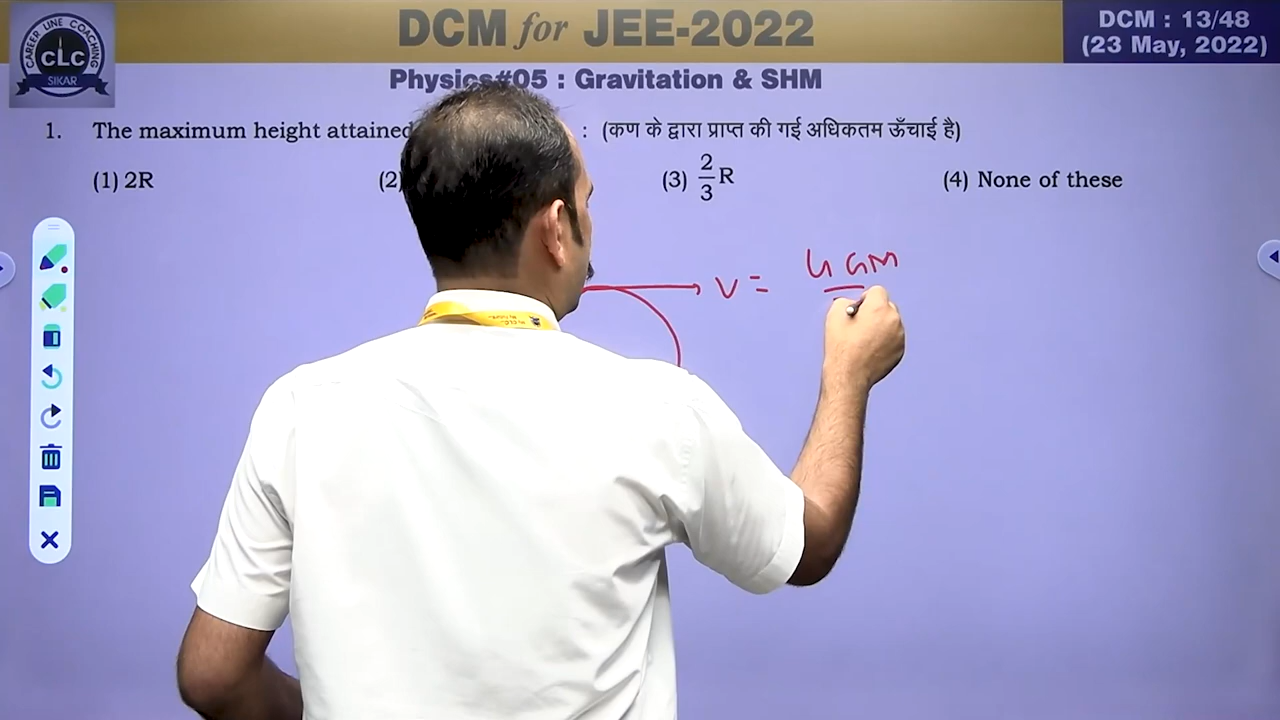 CAREER LINE COACHING
CLC
SIKAR
DCM for JEE-2022
DCM : 13/48
(23 May, 2022)
Physics#05 : Gravitation & SHM
1. The maximum height attained : (कण के द्वारा प्राप्त की गई अधिकतम ऊँचाई है)
(1) 2R (2) (3) 2/3 R (4) None of these
V = 4GM